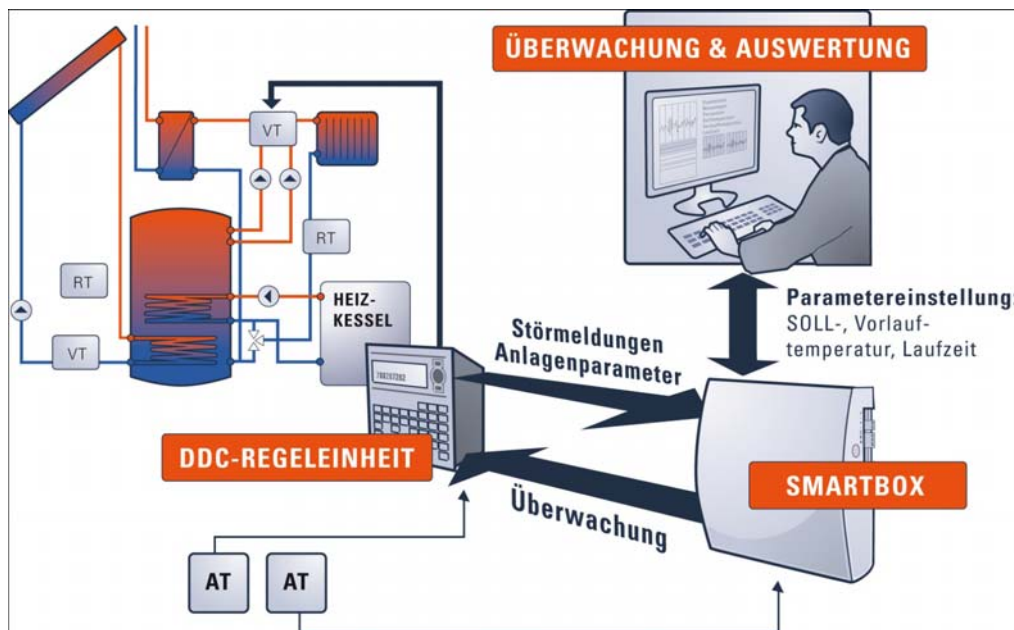 ÜBERWACHUNG & AUSWERTUNG
VT
RT
RT
HEIZ-
KESSEL
VT
Störmeldungen
Anlagenparameter
Parametereinstellung:
SOLL-, Vorlauf-
temperatur, Laufzeit
DDC-REGELEINHEIT
SMARTBOX
Überwachung
AT
AT